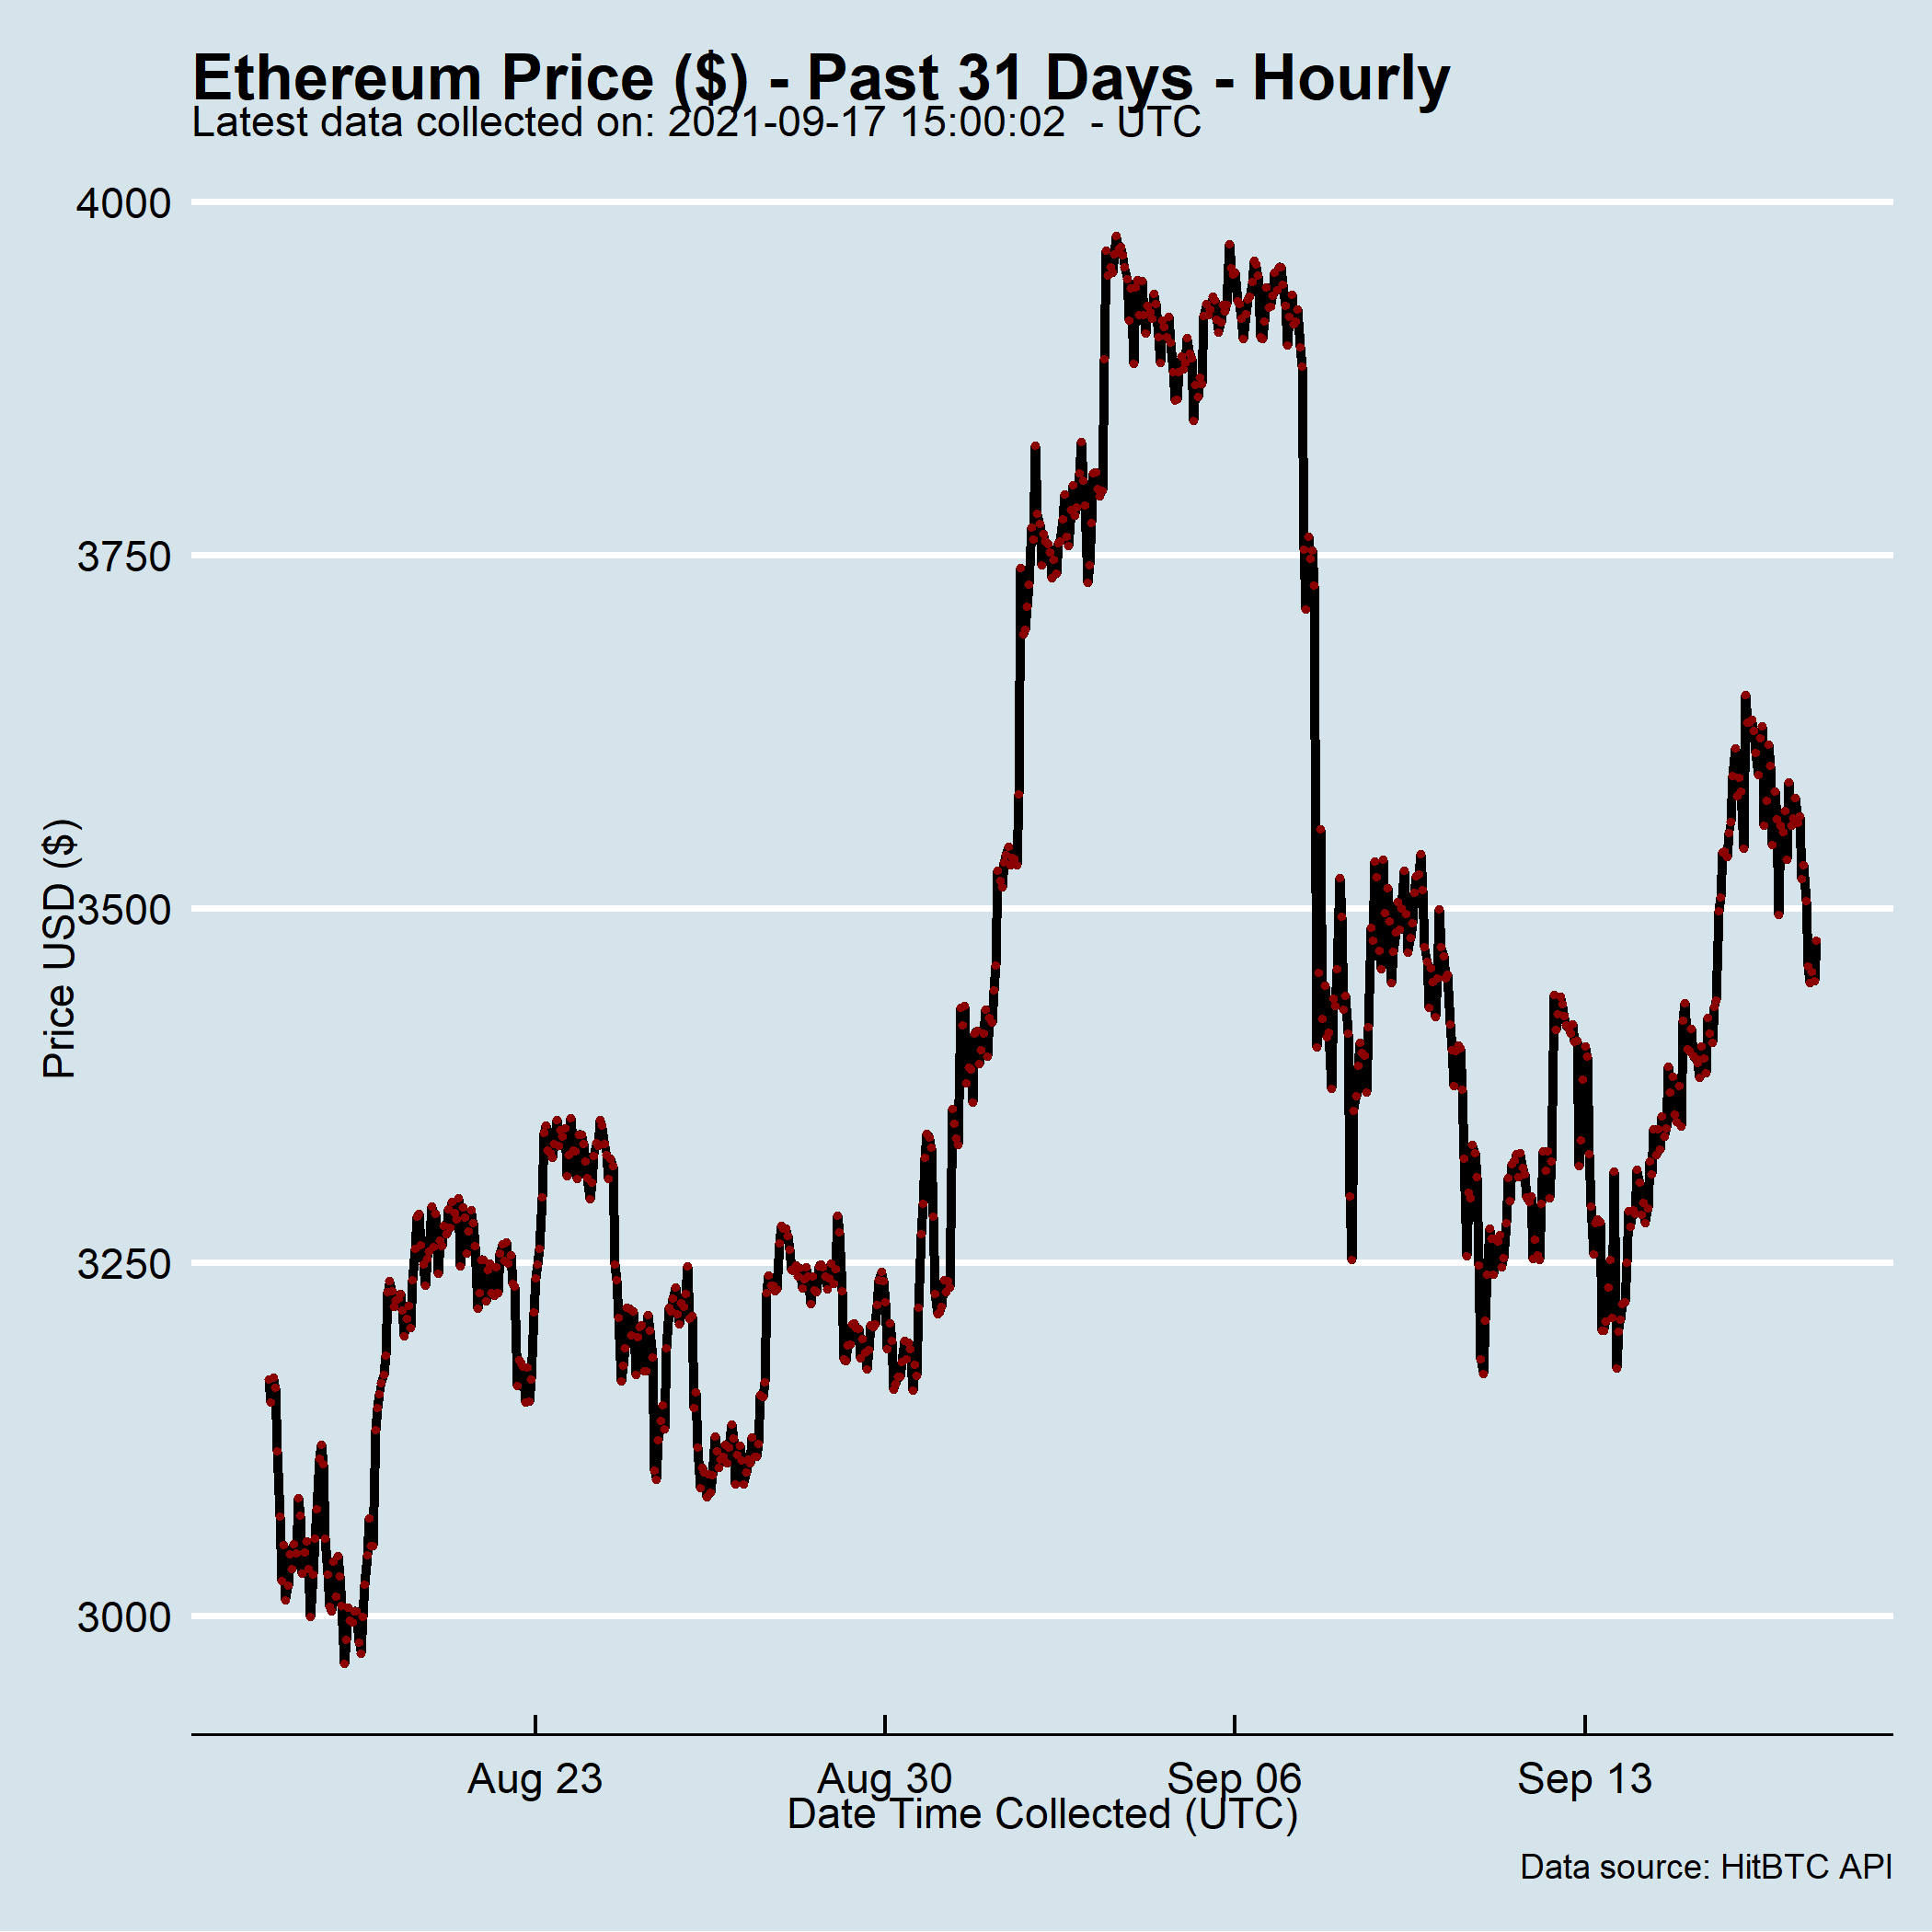 Ethereum Price ($) - Past 31 Days - Hourly
Latest data collected on: 2021-09-17 15:00:02  - UTC
4000
3750
3500
3250
3000
Price USD ($)
Aug 23
Aug 30
Sep 06
Sep 13
Date Time Collected (UTC)
Data source: HitBTC API